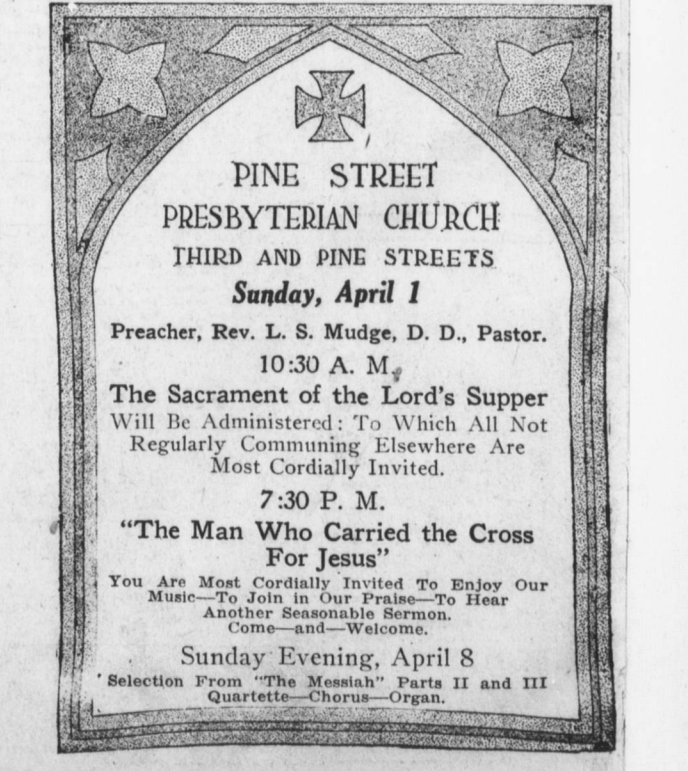 PINE STREET
PRESBYTERIAN CHURCH
THIRD AND PINE STREETS
Sunday, April 1
Preacher, Rev. L. S. Mudge, D. D., Pastor.
10:30 A. M.
The Sacrament of the Lord's Supper
Will Be Administered: To Which All Not
Regularly Communing Elsewhere Are
Most Cordially Invited.
7:30 P. M.
"The Man Who Carried the Cross
For Jesus"
You Are Most Cordially Invited To Enjoy Our
Music—To Join in Our Praise—To Hear
Another Seasonable Sermon.
Come—and—Welcome.
Sunday Evening, April 8
Selection From "The Messiah" Parts II and III
Quartette—Chorus—Organ.